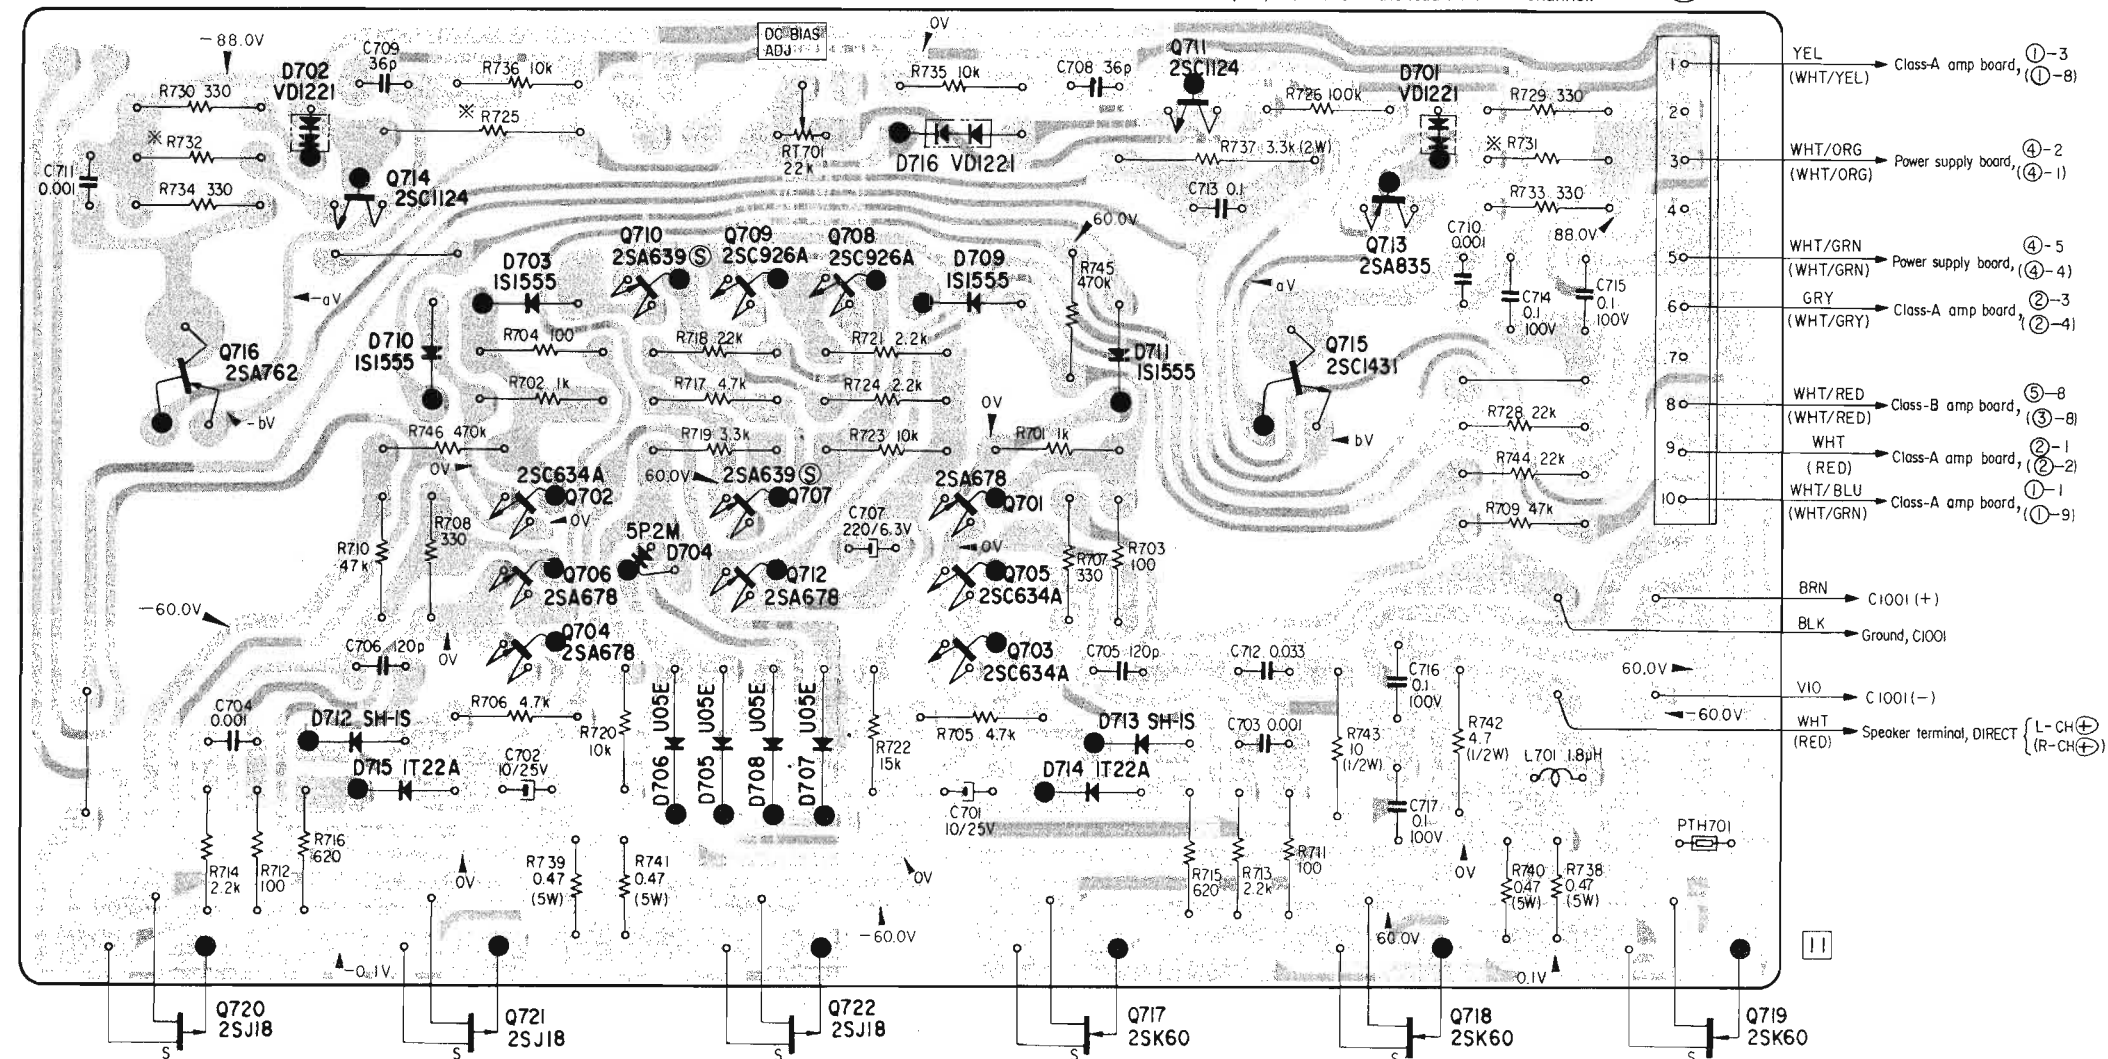 channel.
-88.0V
C709
36p
R736 10k
DC BIAS
ADJ
0V
R735 10k
C708 36p
Q711
2SC1124
D702
VD1221
R730 330
※ R725
RT701
22k
D716 VD1221
R726 100k
D701
VD1221
R729 330
※ R732
C711
0.001
R734 330
Q714
2SC1124
R737 3.3k (2W)
※ R731
C713 0.1
R733 330
60.0V
Q713
2SA835
C710
0.001
88.0V
Q710
2SA639 Ⓢ
Q709
2SC926A
Q708
2SC926A
D703
1S1555
D709
1S1555
R745
470k
-aV
aV
C714
0.1
100V
C715
0.1
100V
D710
1S1555
R704 100
R718 22k
R721 2.2k
D711
1S1555
Q715
2SC1431
Q716
2SA762
R702 1k
R717 4.7k
R724 2.2k
-bV
bV
0V
R728 22k
R746 470k
R719 3.3k
R723 10k
R701 1k
R744 22k
0V
60.0V
2SC634A
Q702
2SA639 Ⓢ
Q707
2SA678
Q701
R709 47k
0V
R708
330
R710
47k
5P2M
D704
C707
220/6.3V
0V
R707
330
R703
100
Q706
2SA678
Q712
2SA678
Q705
2SC634A
-60.0V
Q704
2SA678
Q703
2SC634A
C706 120p
0V
C705 120p
C712 0.033
C716
0.1
100V
60.0V
-60.0V
C704
0.001
D712 SH-1S
R706 4.7k
R720
10k
D706 U05E
D705 U05E
D708 U05E
D707 U05E
R722
15k
R705 4.7k
D713 SH-1S
C703 0.001
R743
10
(1/2W)
R742
4.7
(1/2W)
L701 1.8μH
D715 1T22A
C702
10/25V
C701
10/25V
D714 1T22A
C717
0.1
100V
PTH701
R714
2.2k
R712
100
R716
620
0V
R739
0.47
(5W)
R741
0.47
(5W)
0V
R715
620
R713
2.2k
R711
100
0V
R740
0.47
(5W)
R738
0.47
(5W)
-60.0V
60.0V
-0.1V
0.1V
11
Q720
2SJ18
S
Q721
2SJ18
S
Q722
2SJ18
S
Q717
2SK60
S
Q718
2SK60
S
Q719
2SK60
S
1
2
3
4
5
6
7
8
9
10
YEL
(WHT/YEL)
Class-A amp board, ①-3
(①-8)
WHT/ORG
(WHT/ORG)
Power supply board, ④-2
(④-1)
WHT/GRN
(WHT/GRN)
Power supply board, ④-5
(④-4)
GRY
(WHT/GRY)
Class-A amp board, ②-3
(②-4)
WHT/RED
(WHT/RED)
Class-B amp board, ⑤-8
(③-8)
WHT
(RED)
Class-A amp board, ②-1
(②-2)
WHT/BLU
(WHT/GRN)
Class-A amp board, ①-1
(①-9)
BRN
C1001 (+)
BLK
Ground, C1001
VIO
C1001 (-)
WHT
(RED)
Speaker terminal, DIRECT { L-CH ⊕
(R-CH ⊕)